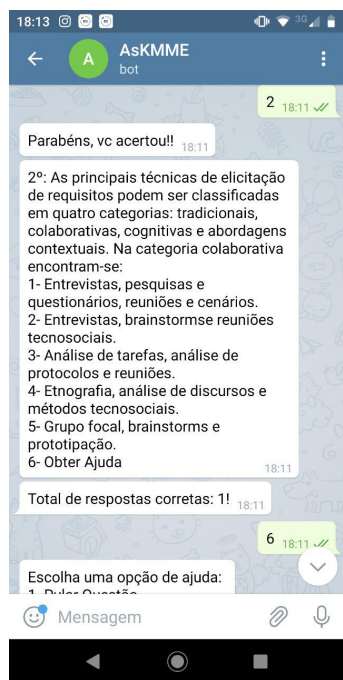 18:13
3G
AsKMME
A
bot
2 18:11
Parabéns, vc acertou!! 18:11
2º: As principais técnicas de elicitação
de requisitos podem ser classificadas
em quatro categorias: tradicionais,
colaborativas, cognitivas e abordagens
contextuais. Na categoria colaborativa
encontram-se:
1- Entrevistas, pesquisas e
questionários, reuniões e cenários.
2- Entrevistas, brainstormse reuniões
tecnosociais.
3- Análise de tarefas, análise de
protocolos e reuniões.
4- Etnografia, análise de discursos e
métodos tecnosociais.
5- Grupo focal, brainstorms e
prototipação.
6- Obter Ajuda
18:11
Total de respostas corretas: 1! 18:11
6 18:11
Escolha uma opção de ajuda:
1- Pular Questão
Mensagem